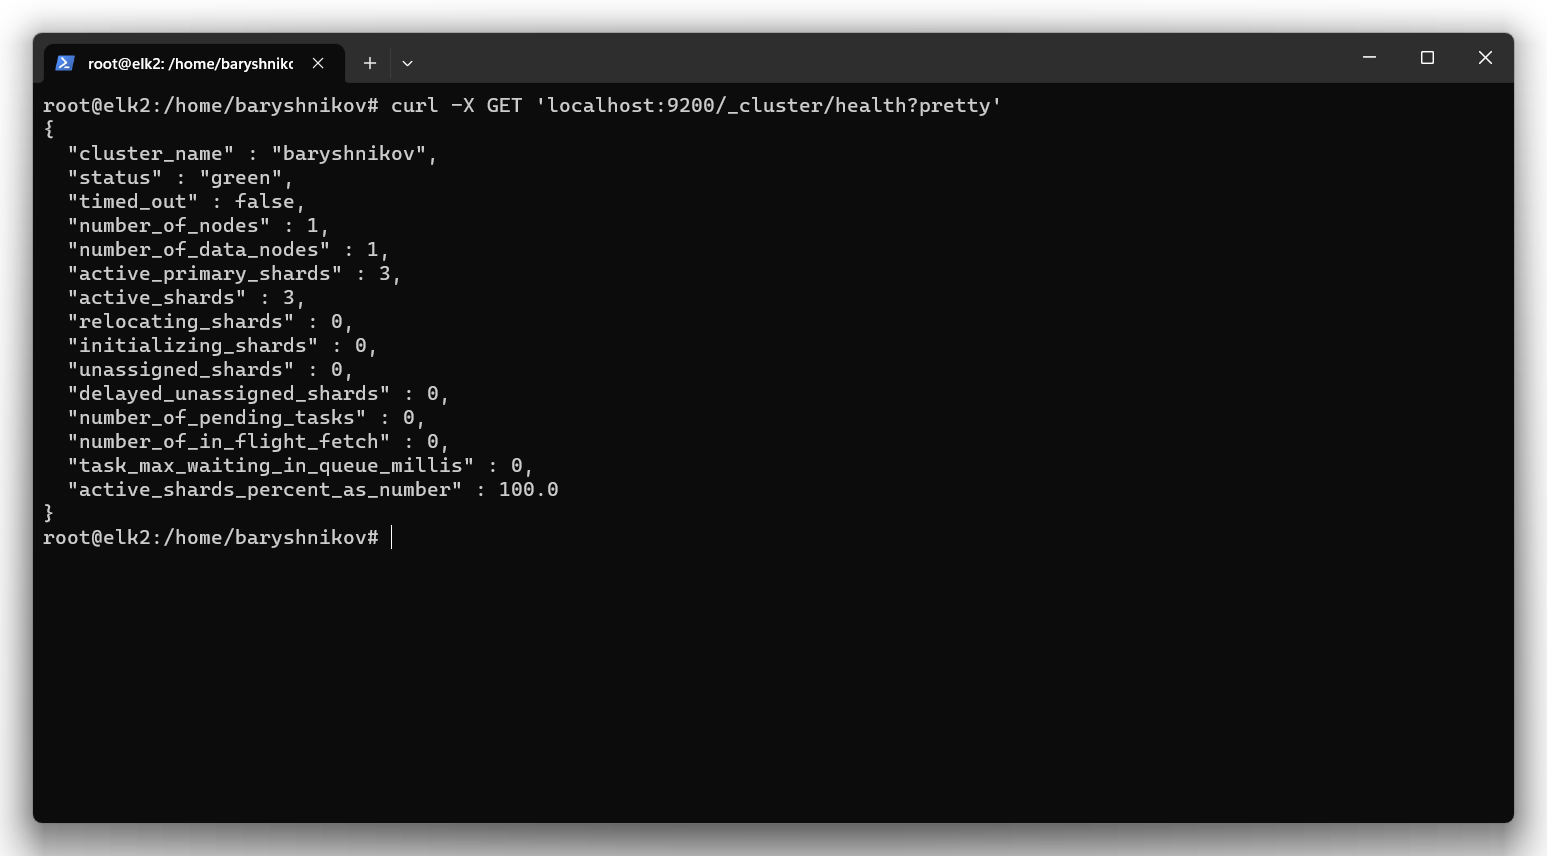 root@elk2: /home/baryshnikc
root@elk2:/home/baryshnikov# curl -X GET 'localhost:9200/_cluster/health?pretty'
{
  "cluster_name" : "baryshnikov",
  "status" : "green",
  "timed_out" : false,
  "number_of_nodes" : 1,
  "number_of_data_nodes" : 1,
  "active_primary_shards" : 3,
  "active_shards" : 3,
  "relocating_shards" : 0,
  "initializing_shards" : 0,
  "unassigned_shards" : 0,
  "delayed_unassigned_shards" : 0,
  "number_of_pending_tasks" : 0,
  "number_of_in_flight_fetch" : 0,
  "task_max_waiting_in_queue_millis" : 0,
  "active_shards_percent_as_number" : 100.0
}
root@elk2:/home/baryshnikov#